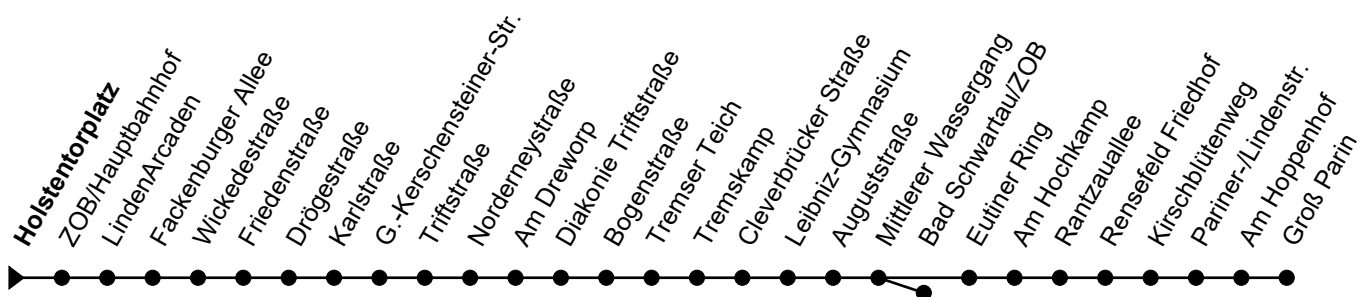 Holstentorplatz
ZOB/Hauptbahnhof
LindenArcaden
Fackenburger Allee
Wickedestraße
Friedenstraße
Drögestraße
Karlstraße
G.-Kerschensteiner-Str.
Triftstraße
Norderneystraße
Am Dreworp
Diakonie Triftstraße
Bogenstraße
Tremser Teich
Tremskamp
Cleverbrücker Straße
Leibniz-Gymnasium
Auguststraße
Mittlerer Wassergang
Bad Schwartau/ZOB
Eutiner Ring
Am Hochkamp
Rantzauallee
Rensefeld Friedhof
Kirschblütenweg
Pariner-/Lindenstr.
Am Hoppenhof
Groß Parin